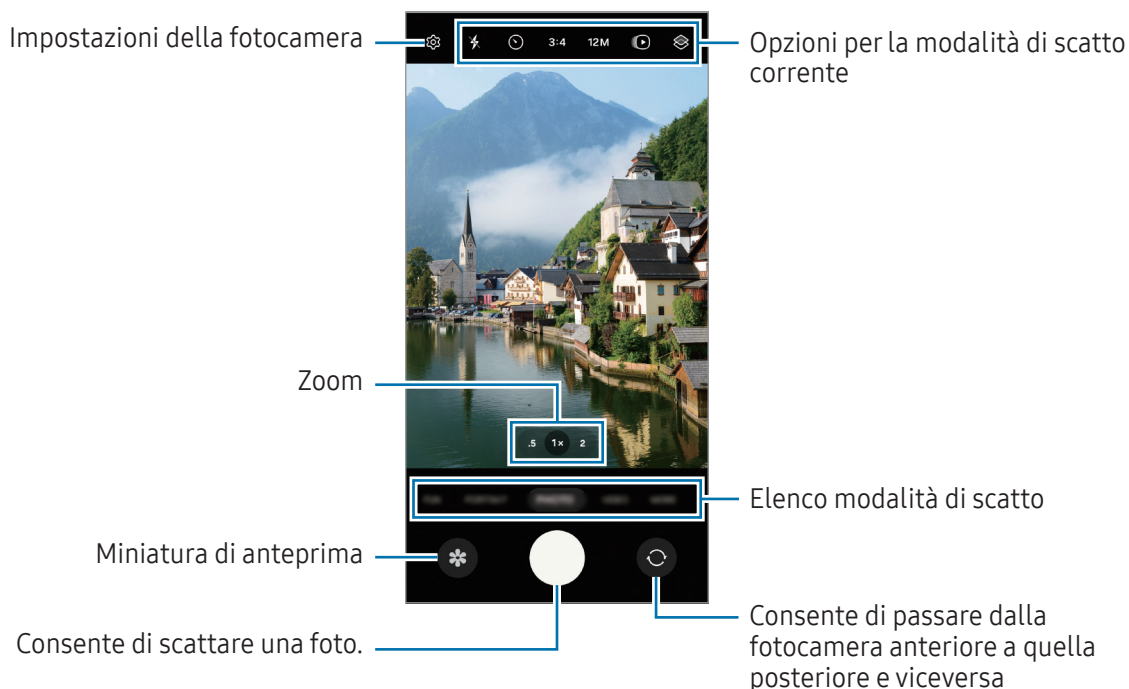 Impostazioni della fotocamera
3:4 12M
Opzioni per la modalità di scatto
corrente
Zoom
.5 1x 2
Elenco modalità di scatto
Miniatura di anteprima
Consente di scattare una foto.
Consente di passare dalla
fotocamera anteriore a quella
posteriore e viceversa